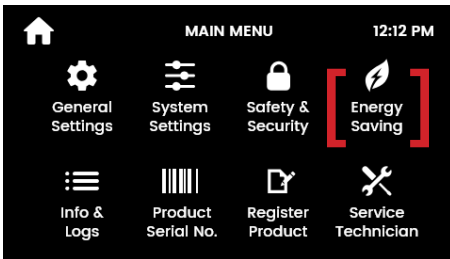 MAIN MENU
12:12 PM
General
Settings
System
Settings
Safety &
Security
Energy
Saving
Info &
Logs
Product
Serial No.
Register
Product
Service
Technician